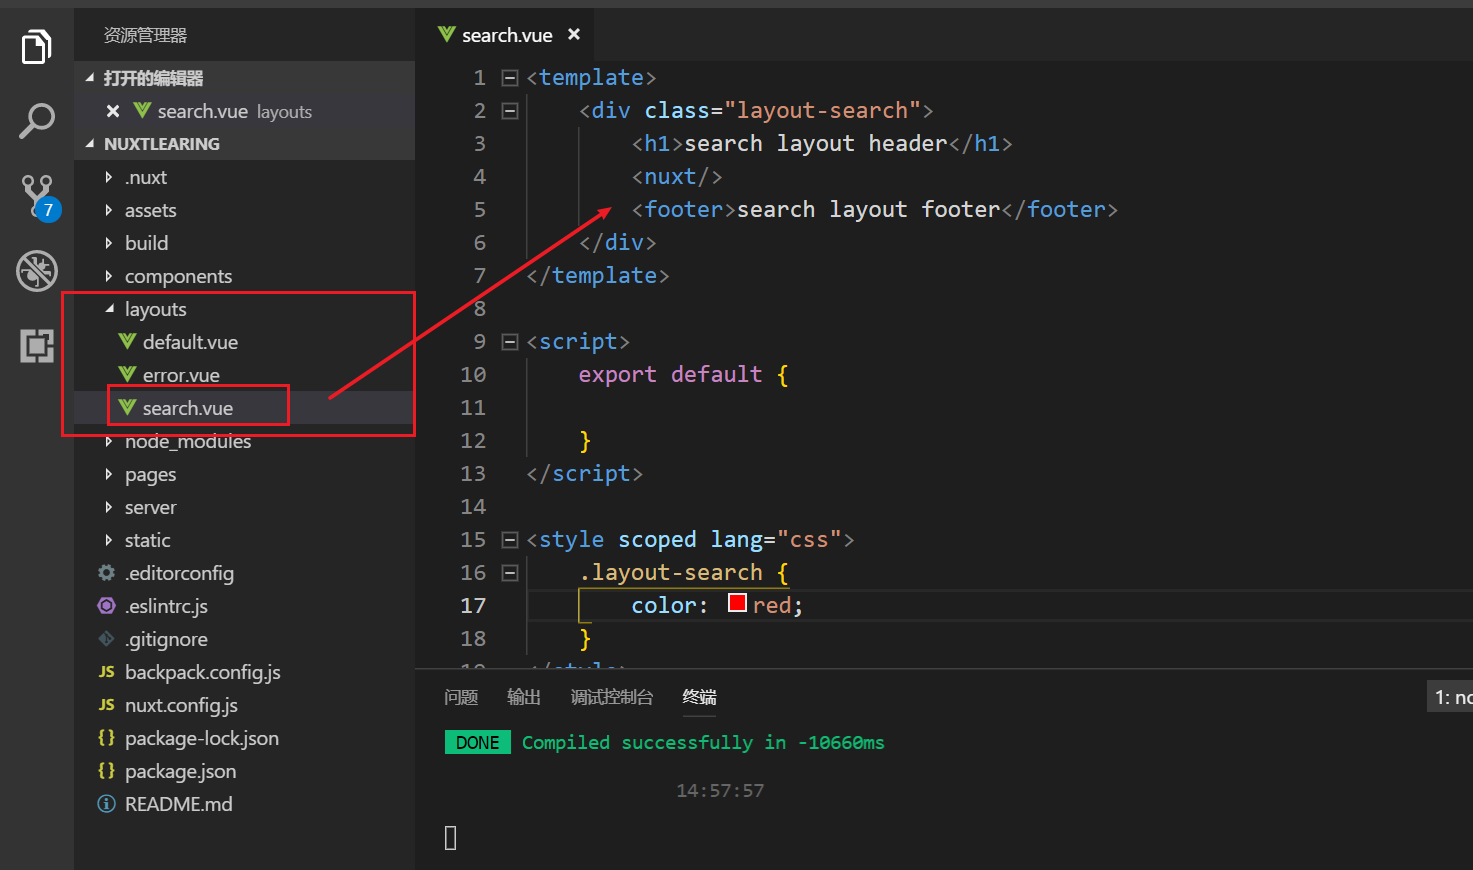 资源管理器
打开的编辑器
search.vue layouts
NUXTLEARING
.nuxt
assets
build
components
layouts
default.vue
error.vue
search.vue
node_modules
pages
server
static
.editorconfig
.eslintrc.js
.gitignore
JS backpack.config.js
JS nuxt.config.js
{} package-lock.json
{} package.json
README.md
7
search.vue
1 <template>
2 <div class="layout-search">
3 <h1>search layout header</h1>
4 <nuxt/>
5 <footer>search layout footer</footer>
6 </div>
7 </template>
8
9 <script>
10 export default {
11
12 }
13 </script>
14
15 <style scoped lang="css">
16 .layout-search {
17 color: red;
18 }
19 </style>
问题 输出 调试控制台 终端
1: no
DONE Compiled successfully in -10660ms
14:57:57